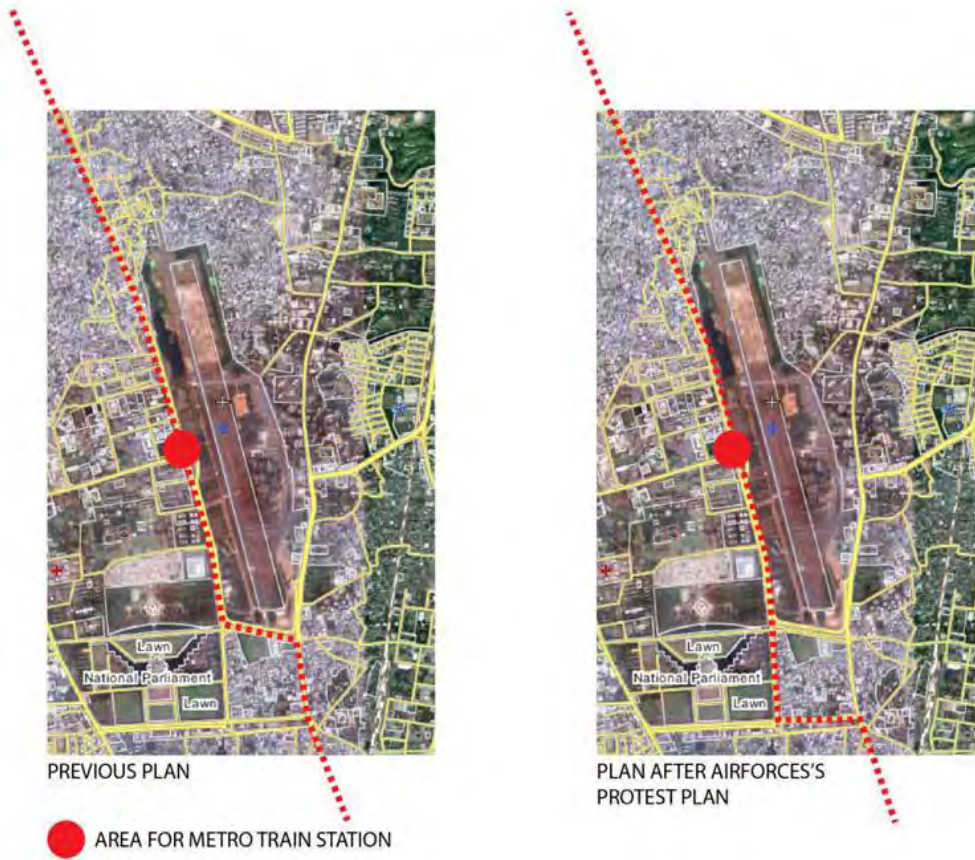 Lawn
National Parliament
Lawn
PREVIOUS PLAN
Lawn
National Parliament
Lawn
PLAN AFTER AIRFORCES'S
PROTEST PLAN
AREA FOR METRO TRAIN STATION